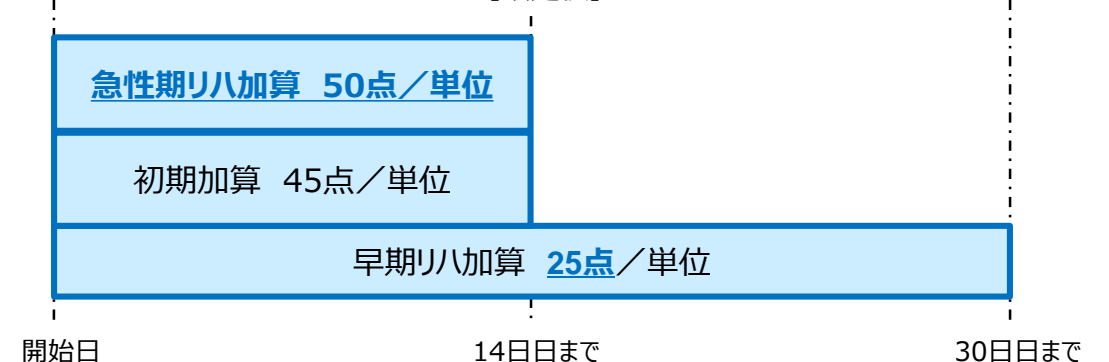 急性期リハ加算 50点／単位
初期加算 45点／単位
早期リハ加算 25点／単位
開始日 14日目まで 30日目まで